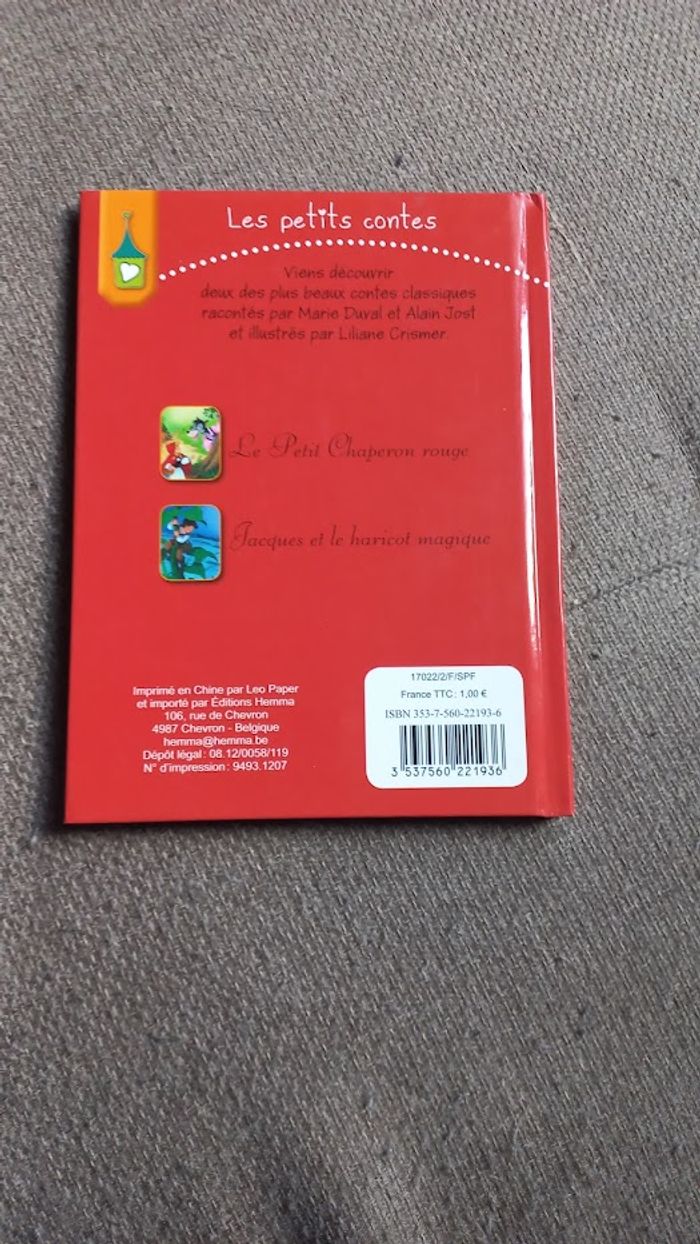 Les petits contes
Viens découvrir
deux des plus beaux contes classiques
racontés par Marie Duval et Alain Jost
et illustrés par Liliane Crismer.
Le Petit Chaperon rouge
Jacques et le haricot magique
Imprimé en Chine par Leo Paper
et importé par Éditions Hemma
106, rue de Chevron
4987 Chevron - Belgique
hemma@hemma.be
Dépôt légal : 08.12/0058/119
N° d'impression : 9493.1207
17022/2/F/SPF
France TTC : 1,00 €
ISBN 353-7-560-22193-6
3 537560 221936